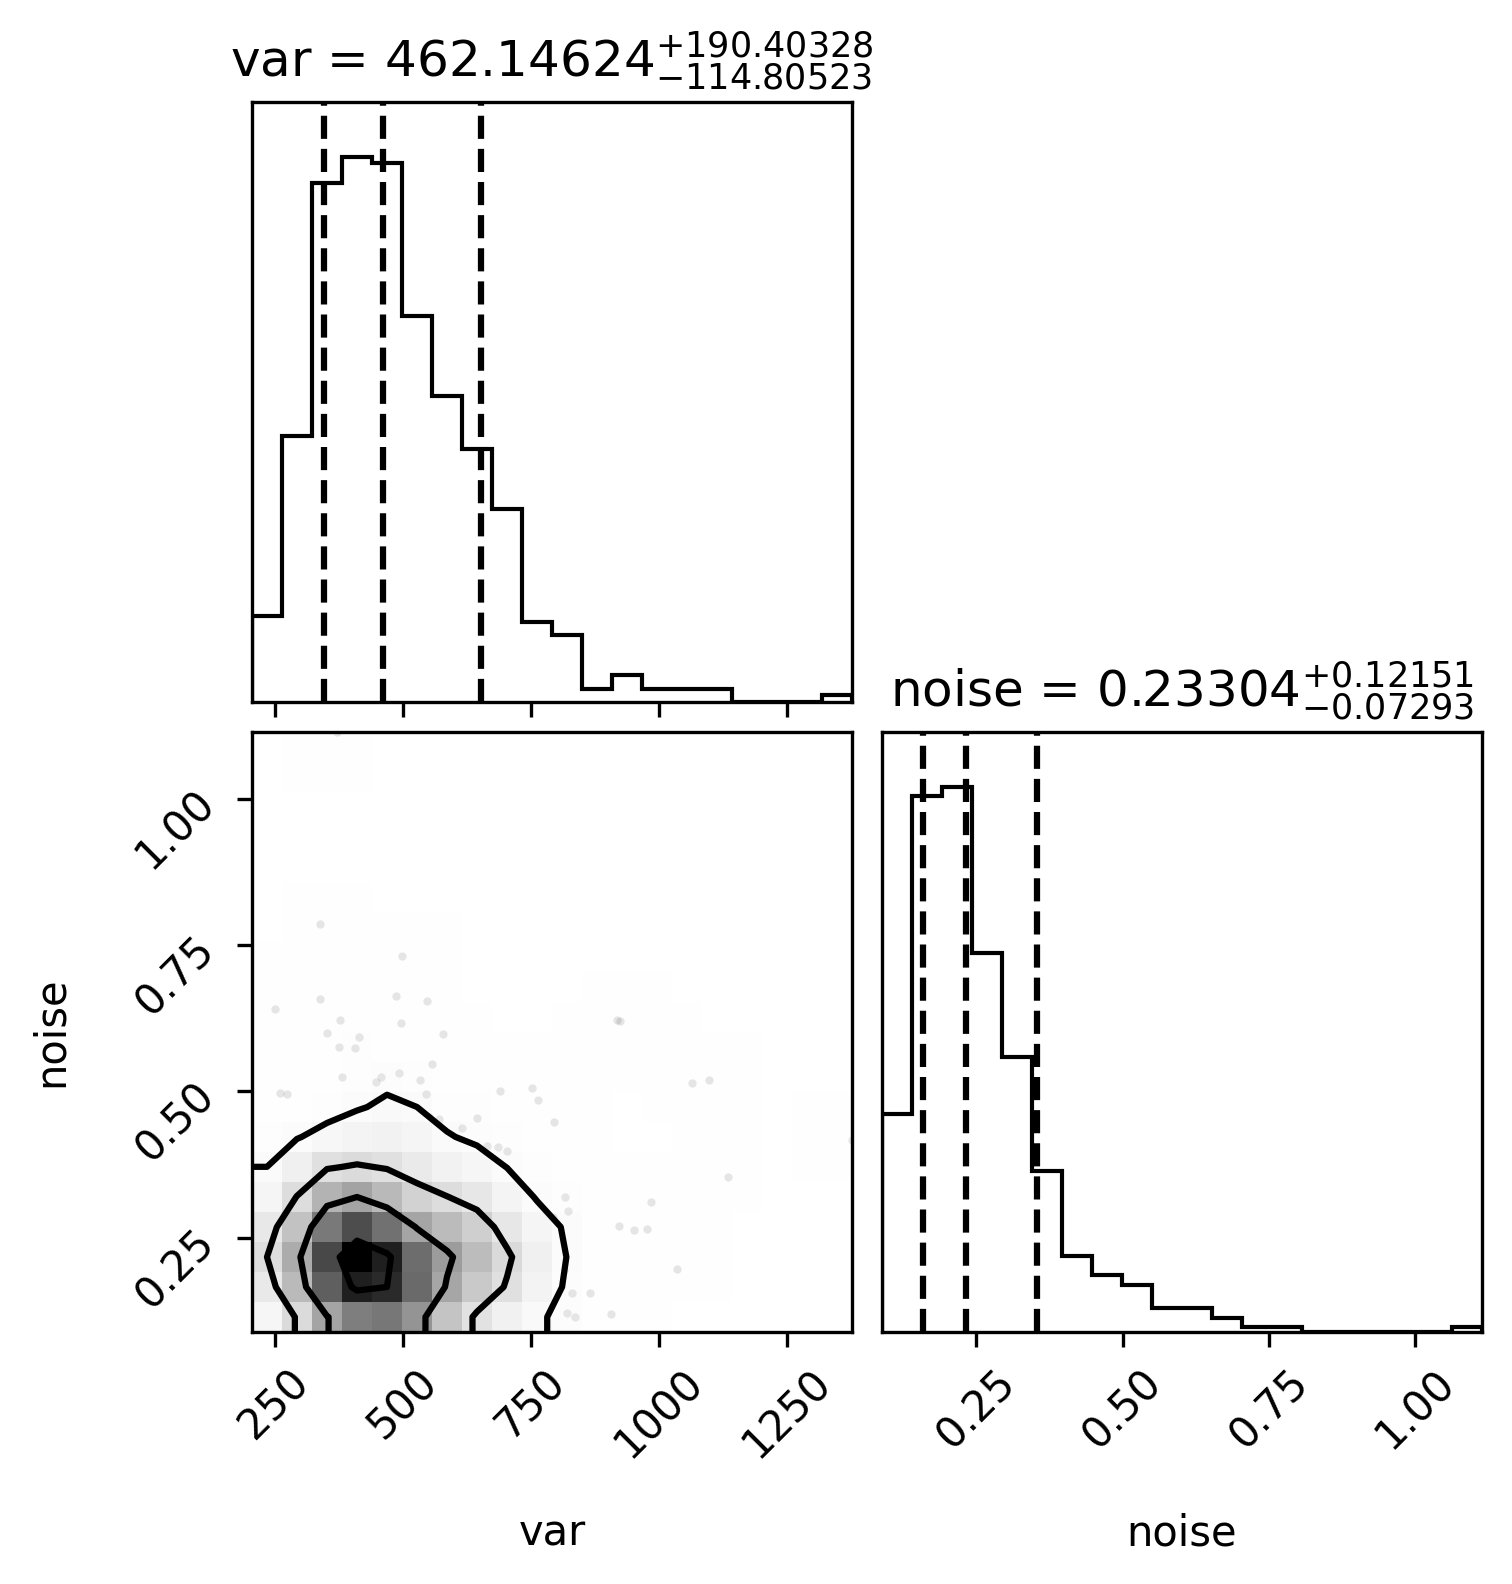 var = 462.14624+190.40328−114.80523
noise = 0.23304+0.12151−0.07293
1.00
0.75
0.50
0.25
noise
250 500 750 1000 1250
0.25 0.50 0.75 1.00
var
noise